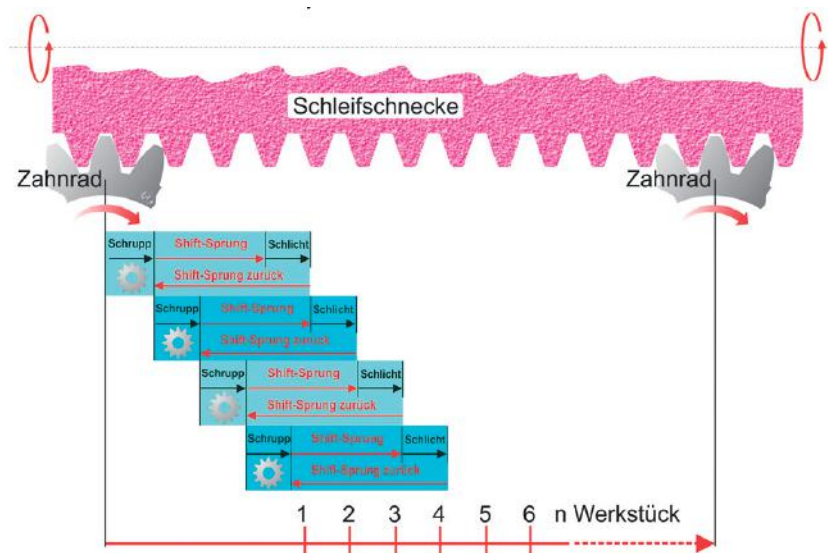 Schleifschnecke
Zahnrad
Zahnrad
Schrupp Shift-Sprung Schlicht
Shift-Sprung zurück
Schrupp Shift-Sprung Schlicht
Shift-Sprung zurück
Schrupp Shift-Sprung Schlicht
Shift-Sprung zurück
Schrupp Shift-Sprung Schlicht
Shift-Sprung zurück
1 2 3 4 5 6 n Werkstück